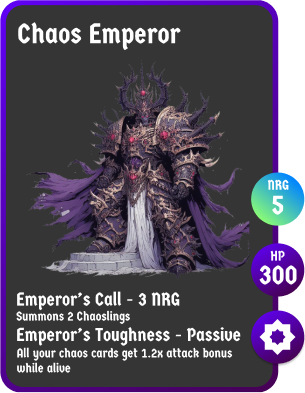 Chaos Emperor
NRG
5
HP
300
Emperor's Call - 3 NRG
Summons 2 Chaoslings
Emperor's Toughness - Passive
All your chaos cards get 1.2x attack bonus
while alive